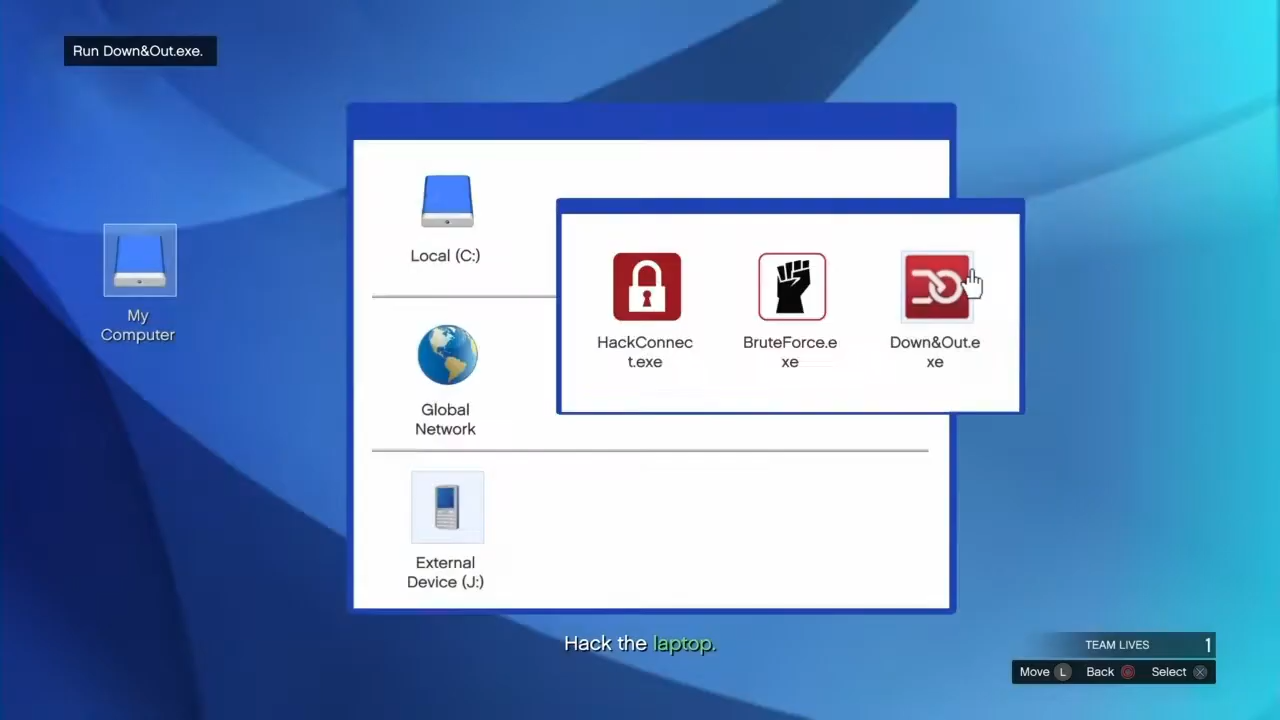 Run Down&Out.exe.
Local (C:)
My
Computer
HackConnec
t.exe
BruteForce.e
xe
Down&Out.e
xe
Global
Network
External
Device (J:)
Hack the laptop.
TEAM LIVES 1
Move L Back Select